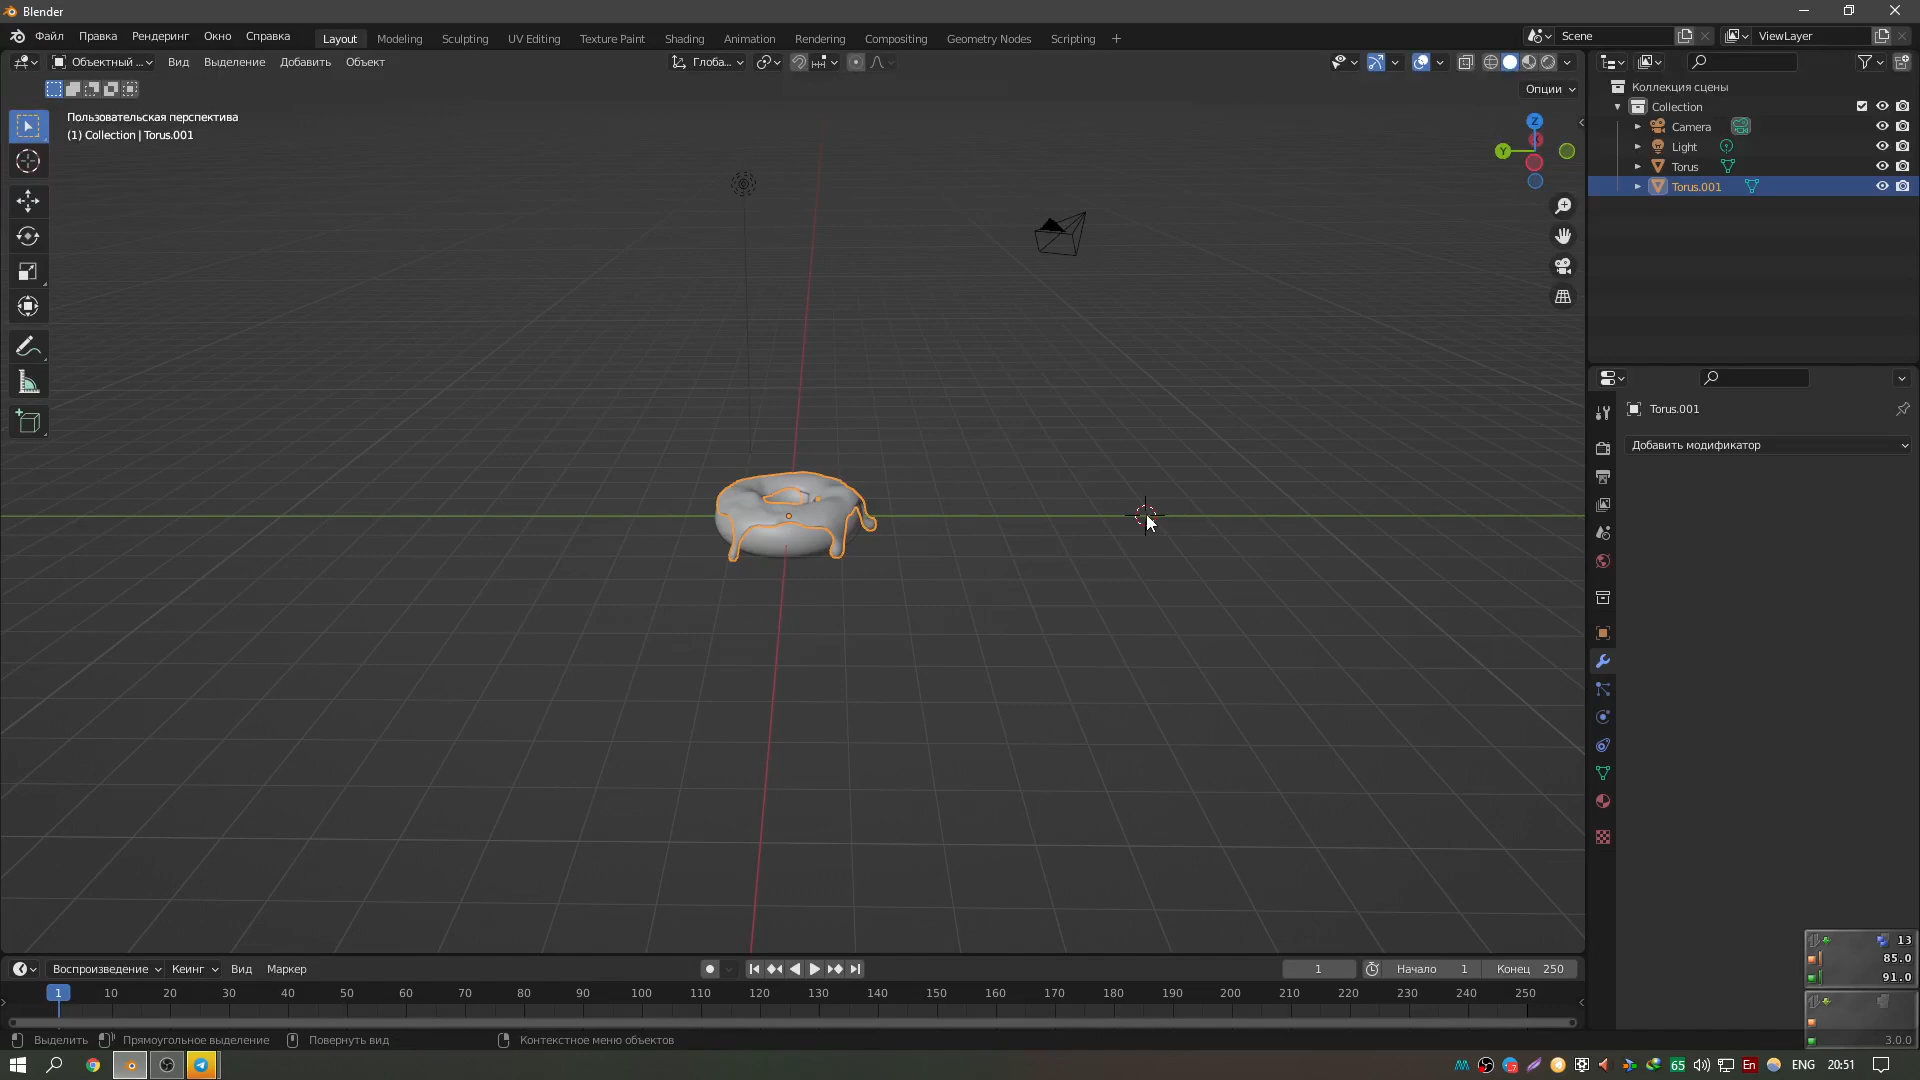 Blender
Файл Правка Рендеринг Окно Справка Layout Modeling Sculpting UV Editing Texture Paint Shading Animation Rendering Compositing Geometry Nodes Scripting + Scene ViewLayer
Объектный ... Вид Выделение Добавить Объект Глоба...
Опции
Пользовательская перспектива
(1) Collection | Torus.001
Z
Y
Коллекция сцены
Collection
Camera
Light
Torus
Torus.001
Torus.001
Добавить модификатор
Воспроизведение Кеинг Вид Маркер 1 Начало 1 Конец 250
1 10 20 30 40 50 60 70 80 90 100 110 120 130 140 150 160 170 180 190 200 210 220 230 240 250
13
85.0
91.0
Выделить Прямоугольное выделение Повернуть вид Контекстное меню объектов 3.0.0
65 En ENG 20:51